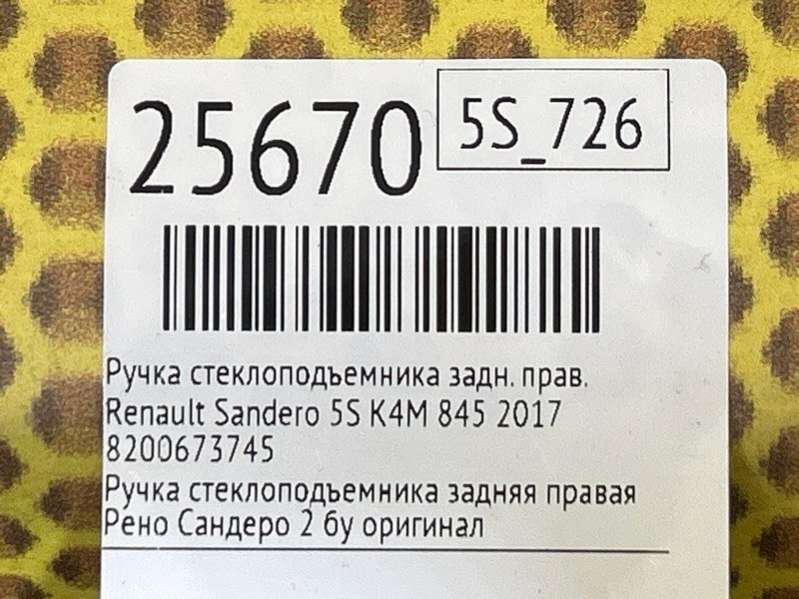 25670
5S_726
Ручка стеклоподъемника задн. прав.
Renault Sandero 5S K4M 845 2017
8200673745
Ручка стеклоподъемника задняя правая
Рено Сандеро 2 бу оригинал